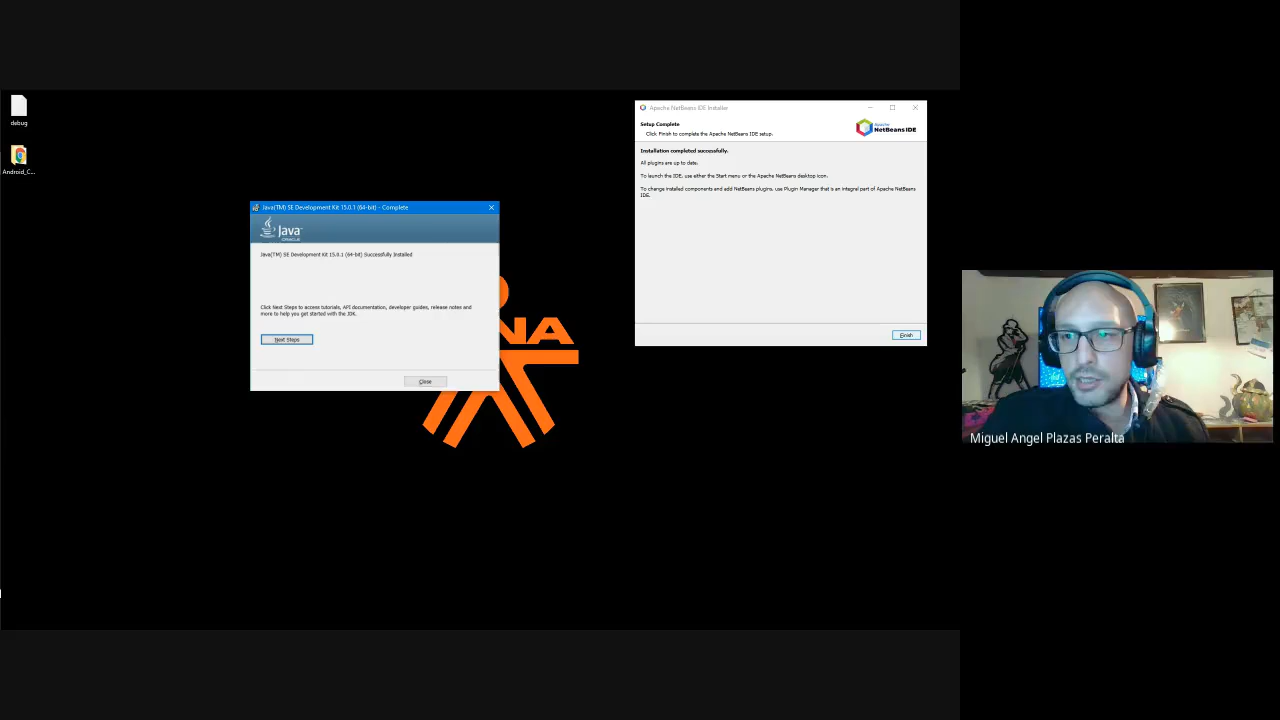 debug
Android_C...
Apache NetBeans IDE Installer
Setup Complete
Click Finish to complete the Apache NetBeans IDE setup.
Apache
NetBeans IDE
Installation completed successfully.
All plugins are up to date.
To launch the IDE, use either the Start menu or the Apache NetBeans desktop icon.
To change installed components and add NetBeans plugins, use Plugin Manager that is an integral part of Apache NetBeans
IDE.
Finish
Java(TM) SE Development Kit 15.0.1 (64-bit) - Complete
Java
ORACLE
Java(TM) SE Development Kit 15.0.1 (64-bit) Successfully Installed
Click Next Steps to access tutorials, API documentation, developer guides, release notes and
more to help you get started with the JDK.
Next Steps
Close
NA
Miguel Angel Plazas Peralta